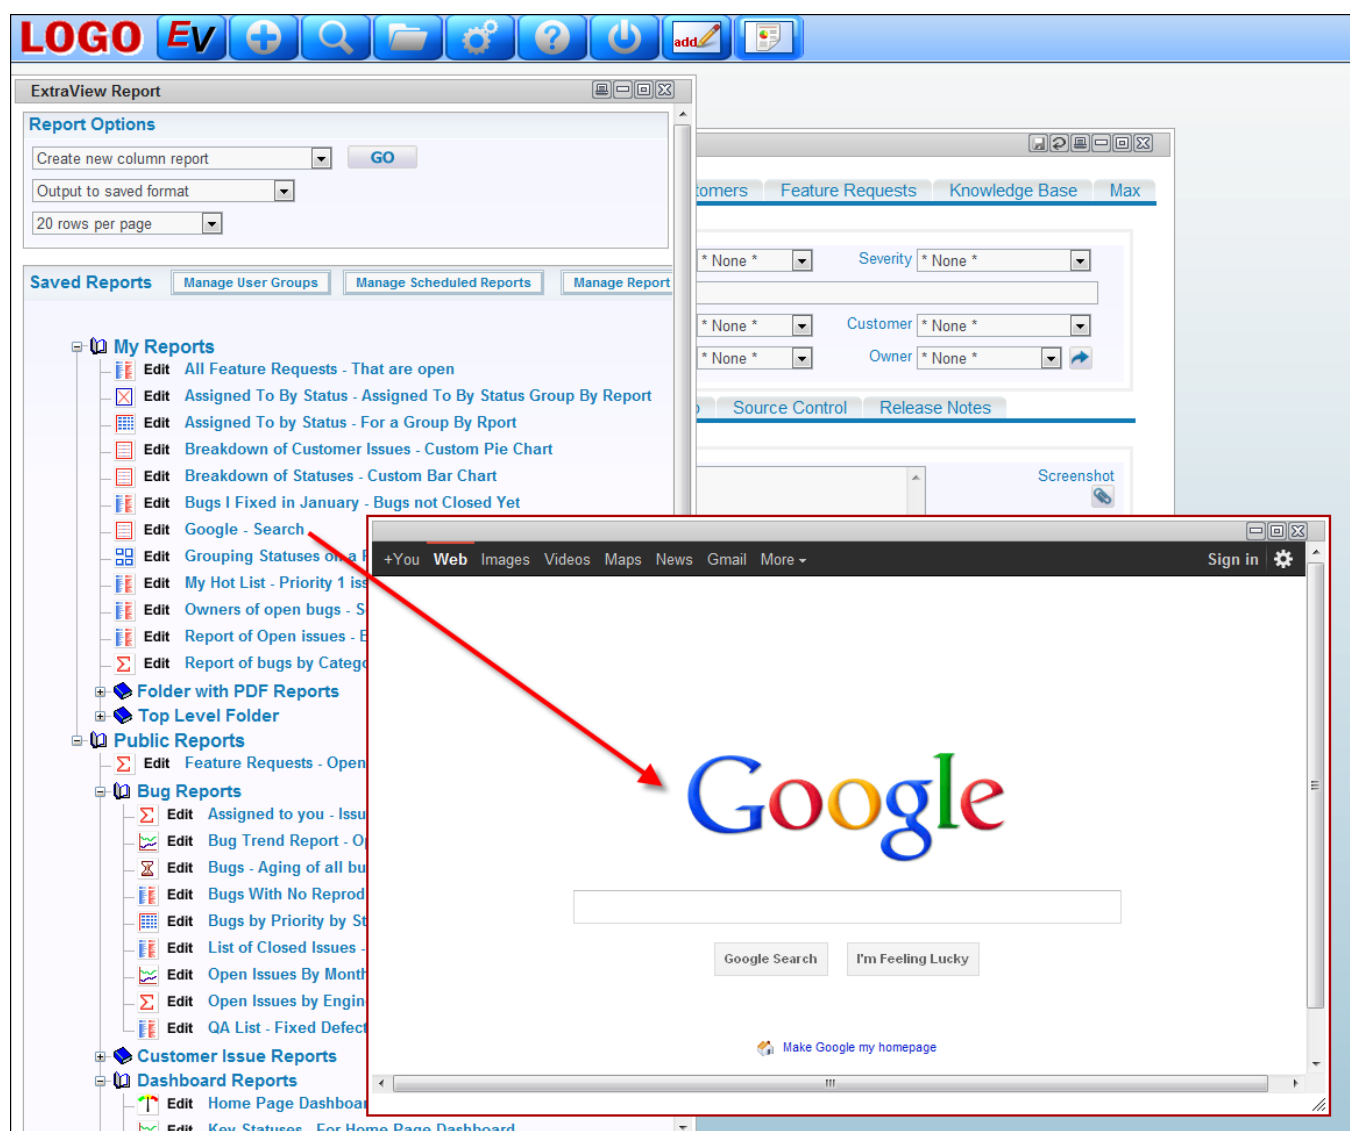 LOGO EV add
ExtraView Report
Report Options
Create new column report GO
Output to saved format
20 rows per page
Saved Reports Manage User Groups Manage Scheduled Reports Manage Report
My Reports
Edit All Feature Requests - That are open
Edit Assigned To By Status - Assigned To By Status Group By Report
Edit Assigned To by Status - For a Group By Rport
Edit Breakdown of Customer Issues - Custom Pie Chart
Edit Breakdown of Statuses - Custom Bar Chart
Edit Bugs I Fixed in January - Bugs not Closed Yet
Edit Google - Search
Edit Grouping Statuses on a
Edit My Hot List - Priority 1 iss
Edit Owners of open bugs - S
Edit Report of Open issues - E
Edit Report of bugs by Catego
Folder with PDF Reports
Top Level Folder
Public Reports
Edit Feature Requests - Open
Bug Reports
Edit Assigned to you - Issu
Edit Bug Trend Report - O
Edit Bugs - Aging of all bu
Edit Bugs With No Reprod
Edit Bugs by Priority by St
Edit List of Closed Issues -
Edit Open Issues By Month
Edit Open Issues by Engin
Edit QA List - Fixed Defect
Customer Issue Reports
Dashboard Reports
Edit Home Page Dashboar
Edit Key Statuses - For Home Page Dashboard
tomers Feature Requests Knowledge Base Max
* None * Severity * None *
* None * Customer * None *
* None * Owner * None *
Source Control Release Notes
Screenshot
+You Web Images Videos Maps News Gmail More Sign in
Google
Google Search I'm Feeling Lucky
Make Google my homepage